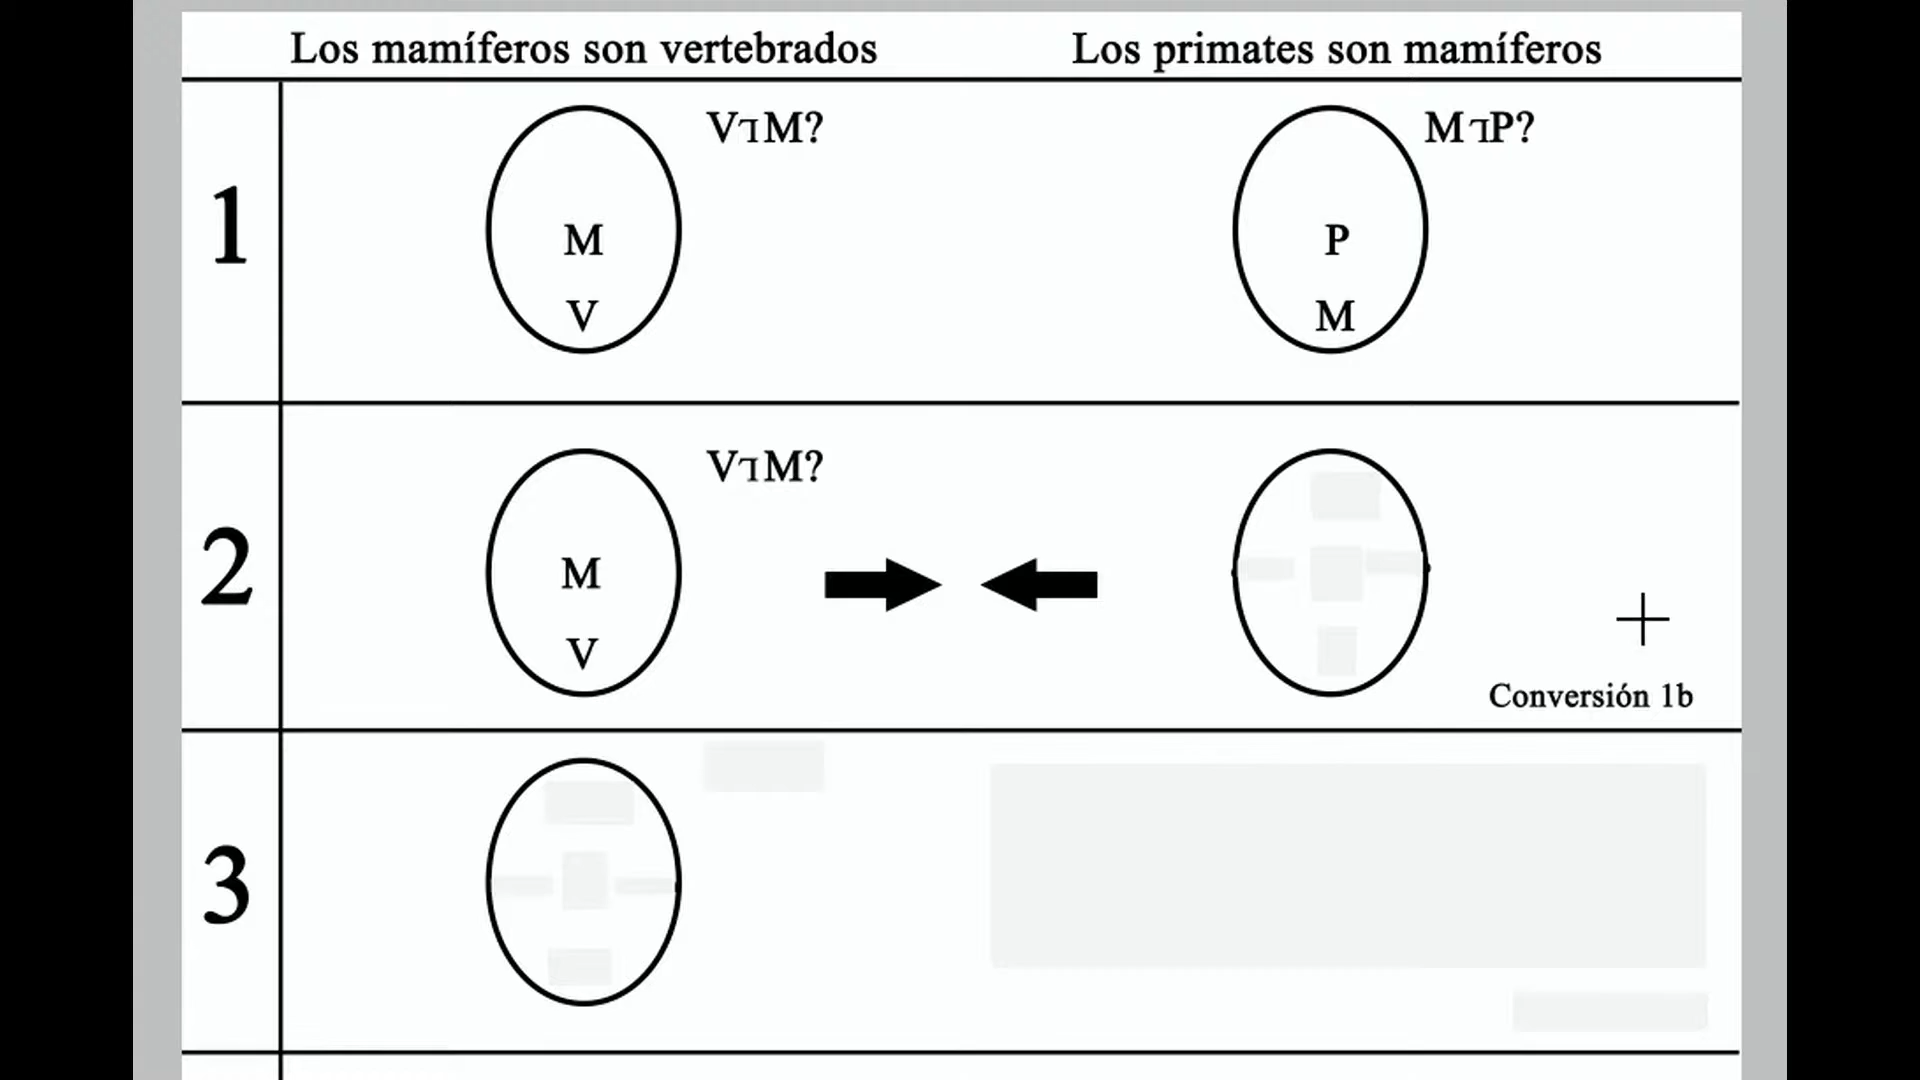 Los mamíferos son vertebrados
Los primates son mamíferos
1
V˥M?
M
V
M˥P?
P
M
2
V˥M?
M
V
Conversión 1b
3